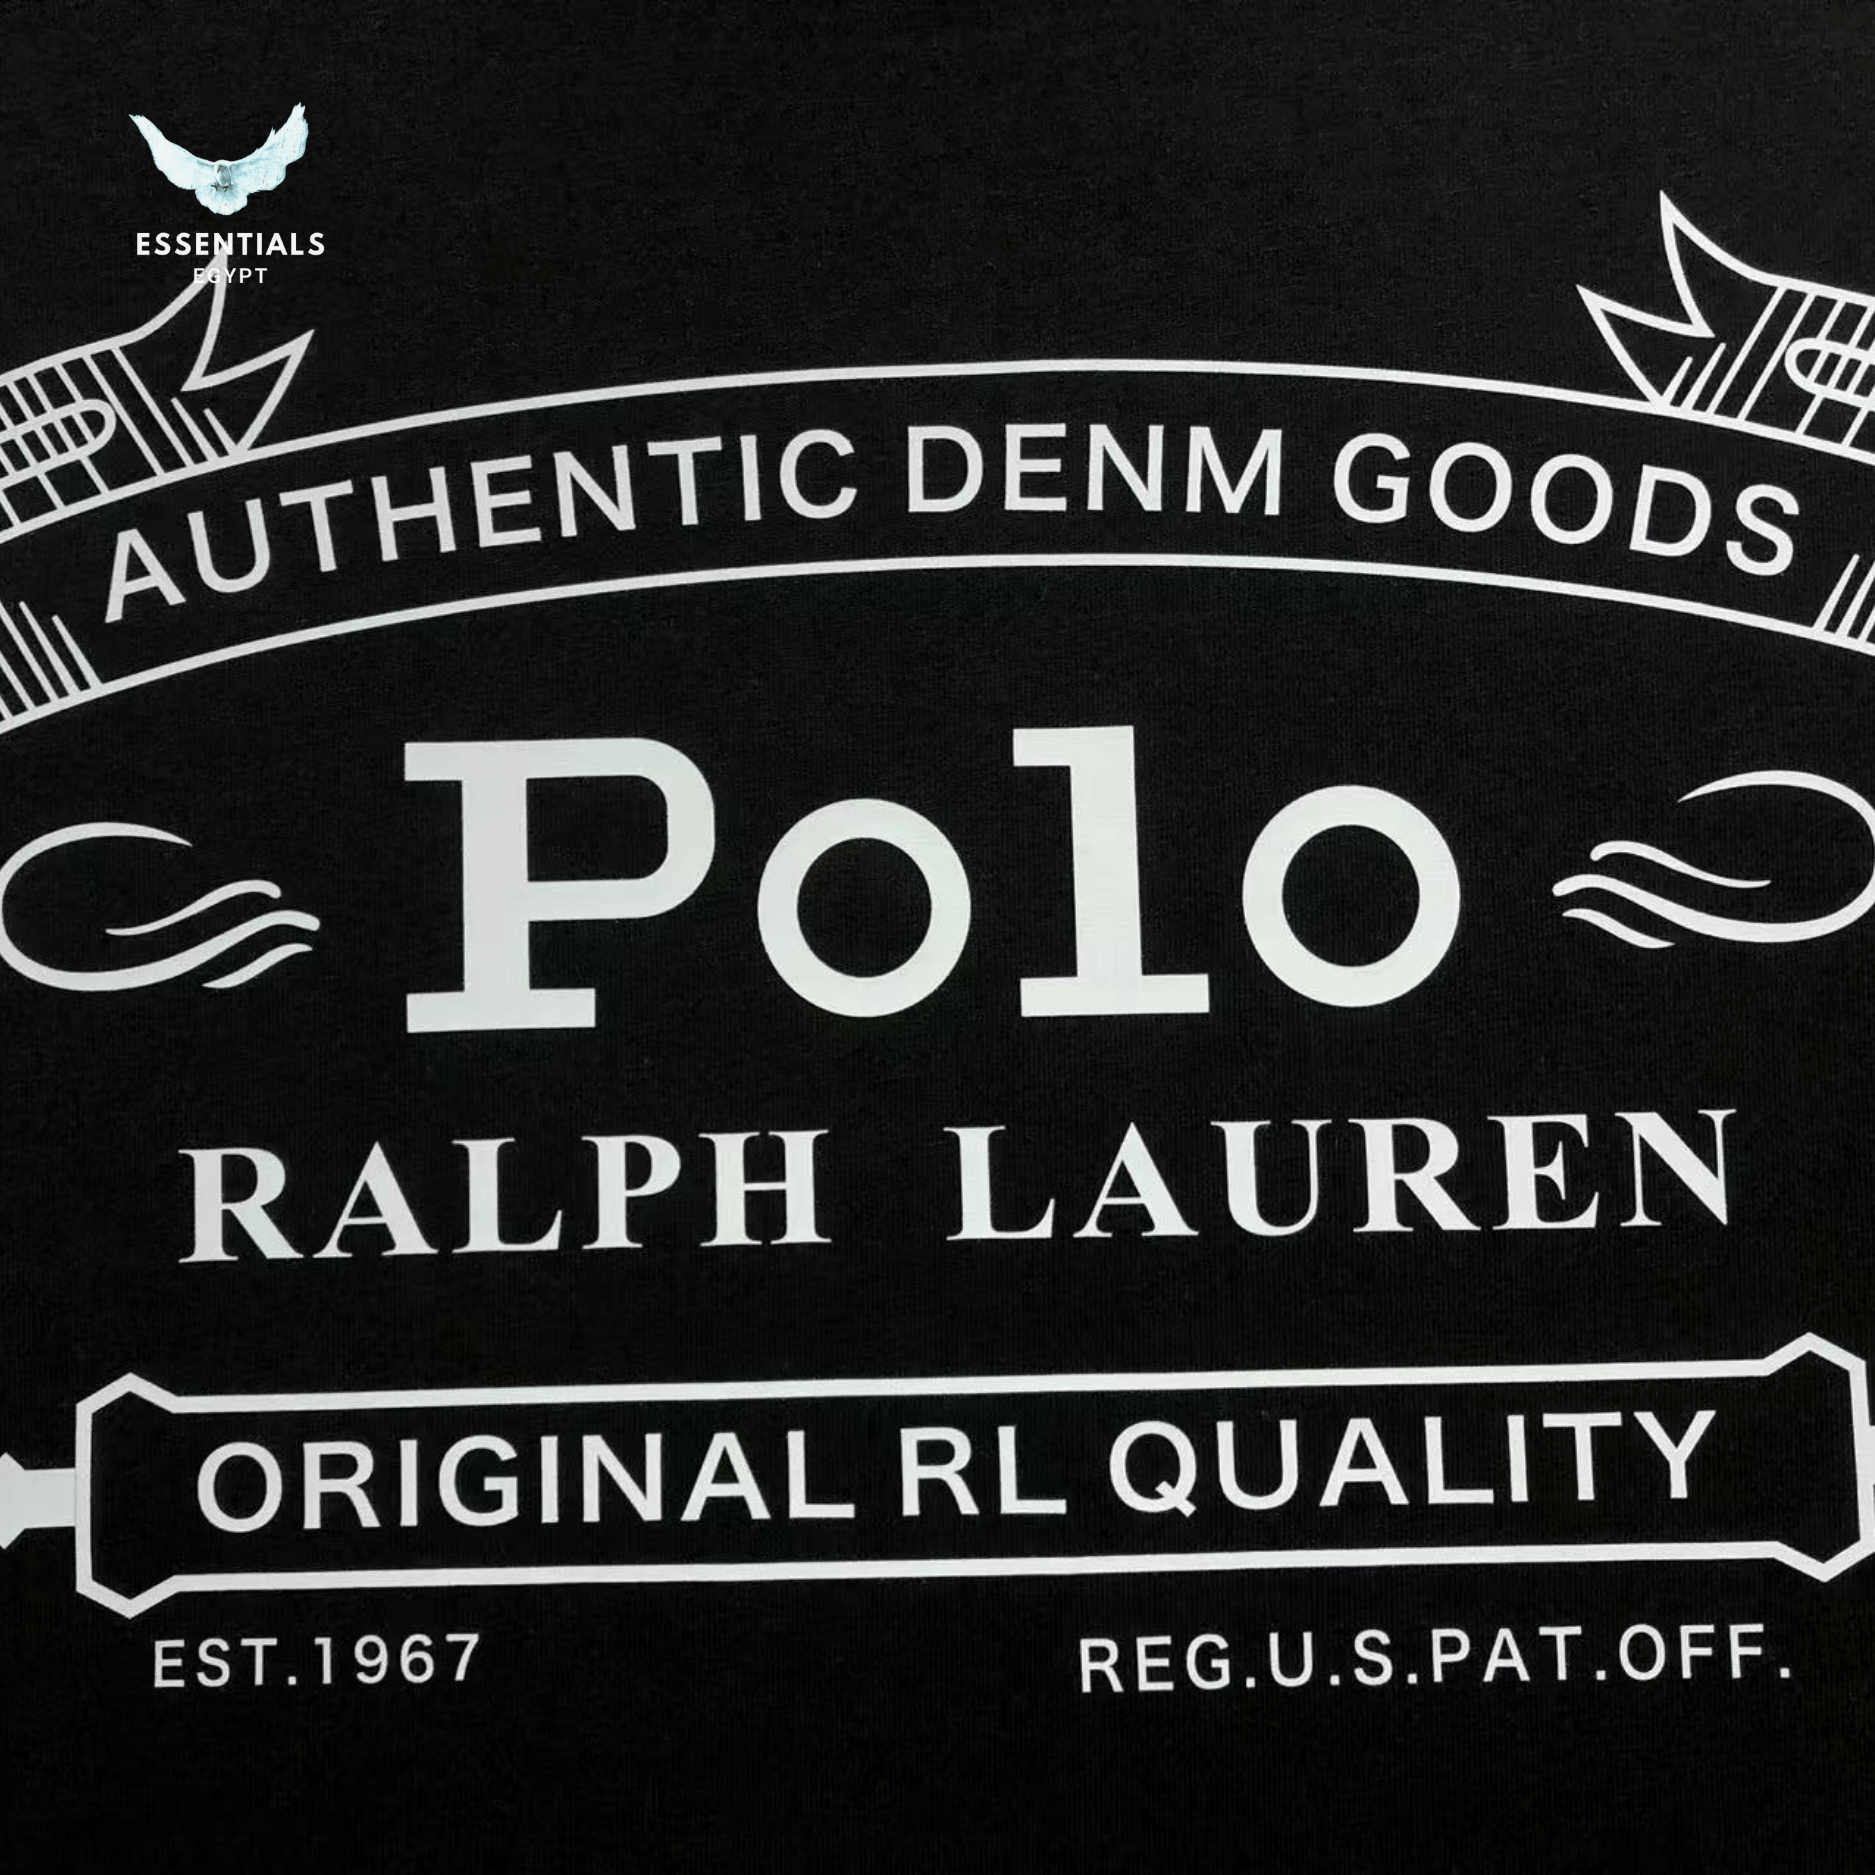 ESSENTIALS
EGYPT
AUTHENTIC DENM GOODS
Polo
RALPH LAUREN
ORIGINAL RL QUALITY
EST.1967
REG.U.S.PAT.OFF.